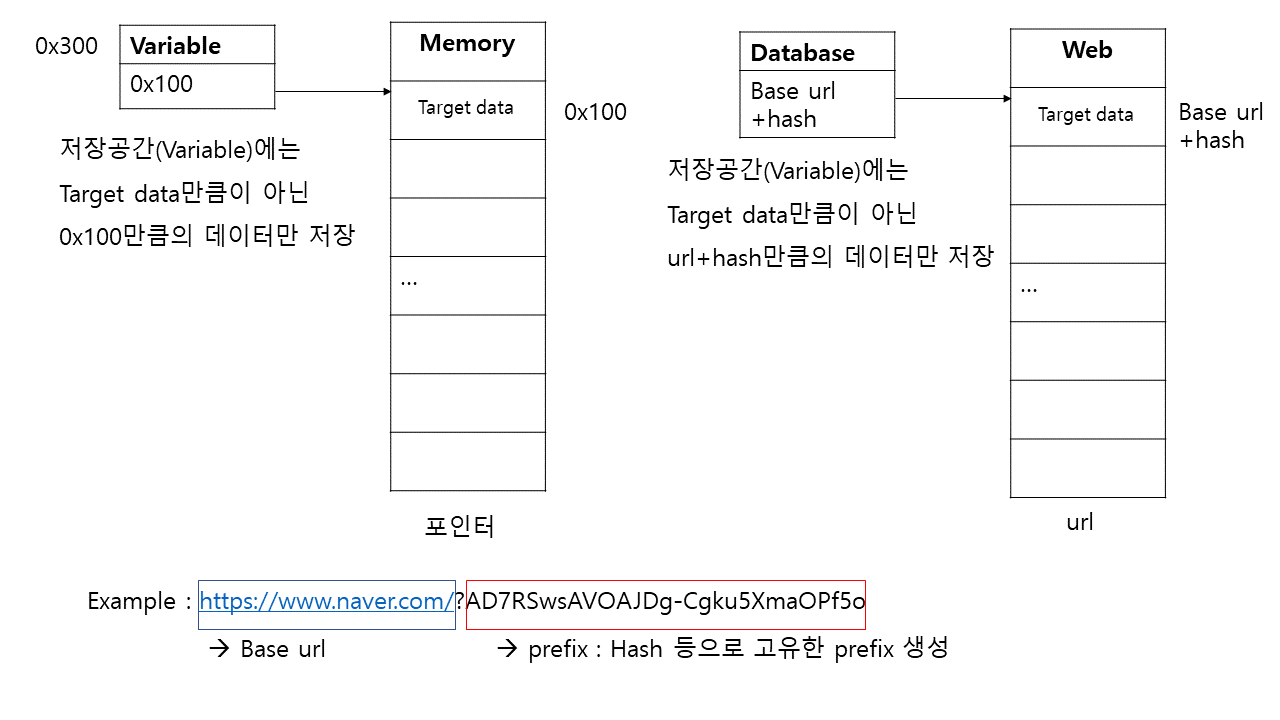 0x300
Variable
0x100
저장공간(Variable)에는
Target data만큼이 아닌
0x100만큼의 데이터만 저장
Memory
Target data
0x100
...
포인터
Database
Base url
+hash
저장공간(Variable)에는
Target data만큼이 아닌
url+hash만큼의 데이터만 저장
Web
Target data
Base url
+hash
...
url
Example : https://www.naver.com/?AD7RSwsAVOAJDg-Cgku5XmaOPf5o
→ Base url
→ prefix : Hash 등으로 고유한 prefix 생성